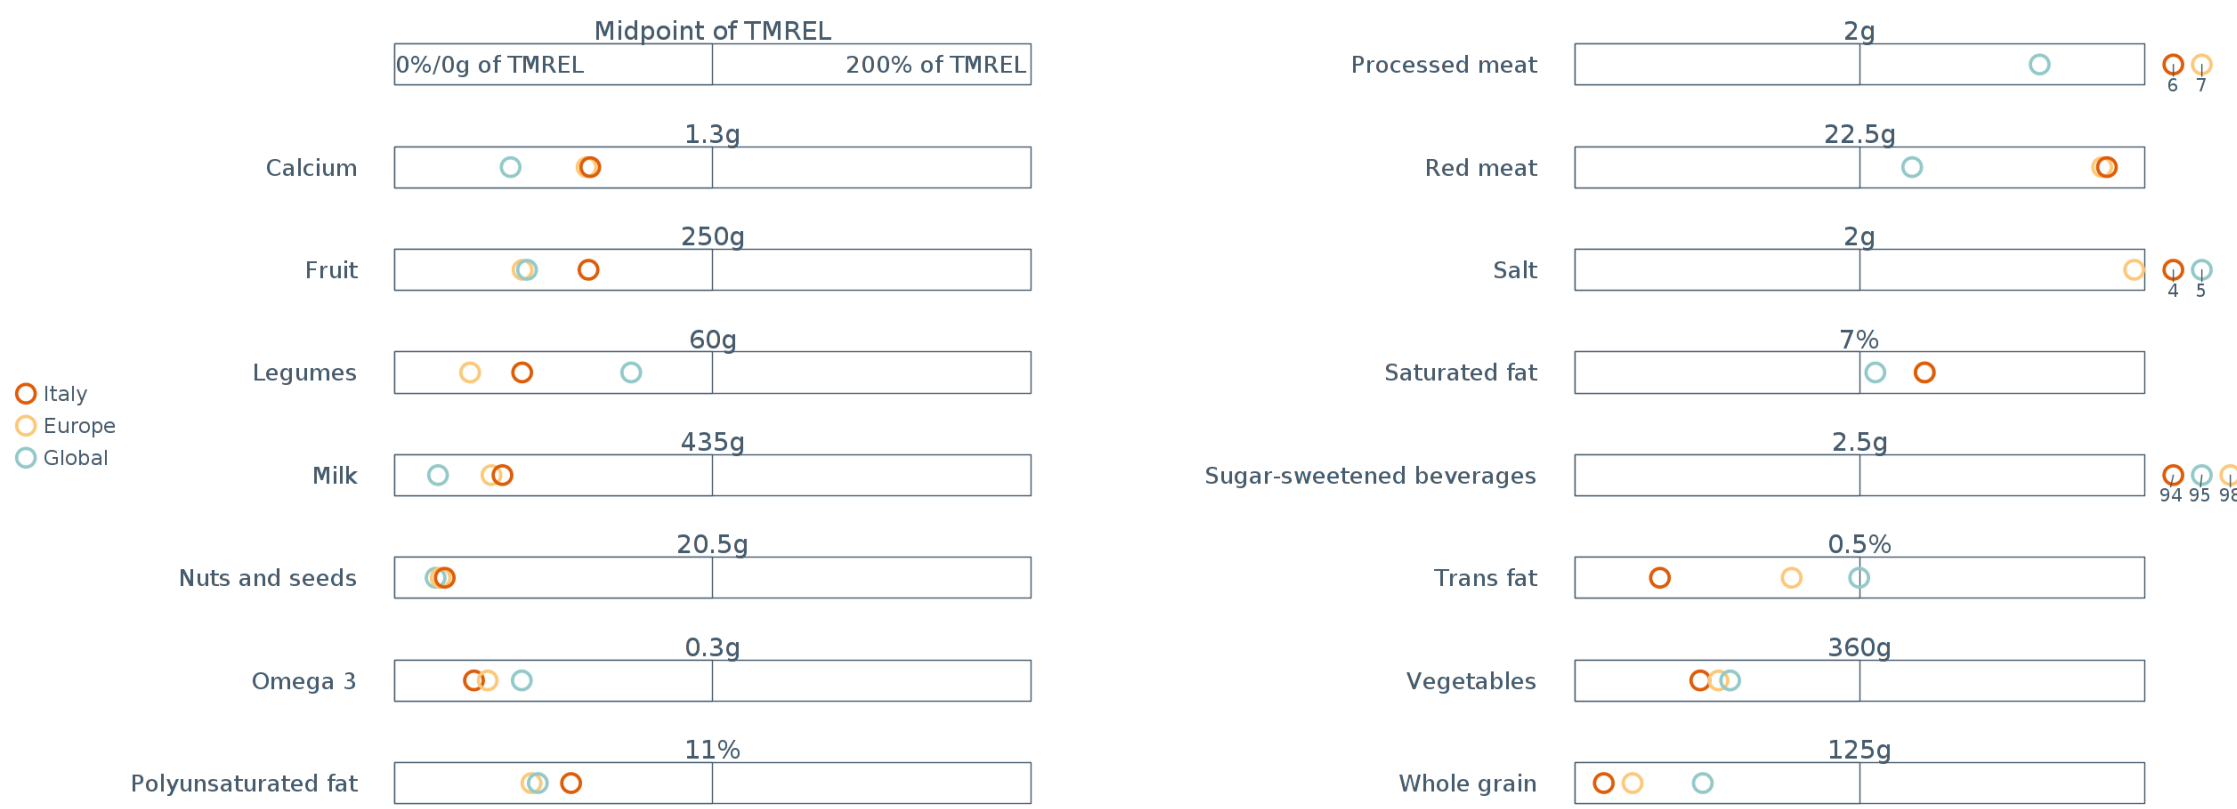 Midpoint of TMREL
0%/0g of TMREL
200% of TMREL
1.3g
Calcium
250g
Fruit
60g
Legumes
435g
Milk
20.5g
Nuts and seeds
0.3g
Omega 3
11%
Polyunsaturated fat
Italy
Europe
Global
2g
Processed meat
6 7
22.5g
Red meat
2g
Salt
4 5
7%
Saturated fat
2.5g
Sugar-sweetened beverages
94 95 98
0.5%
Trans fat
360g
Vegetables
125g
Whole grain